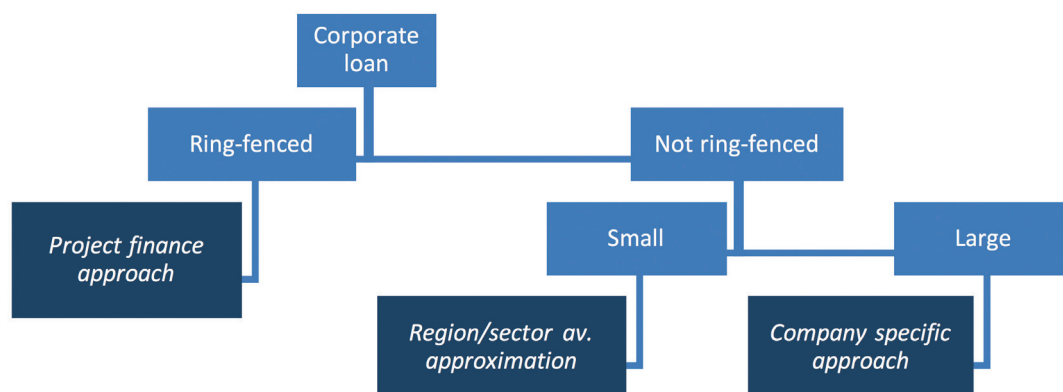 Corporate
loan
Ring-fenced
Not ring-fenced
Project finance
approach
Small
Large
Region/sector av.
approximation
Company specific
approach